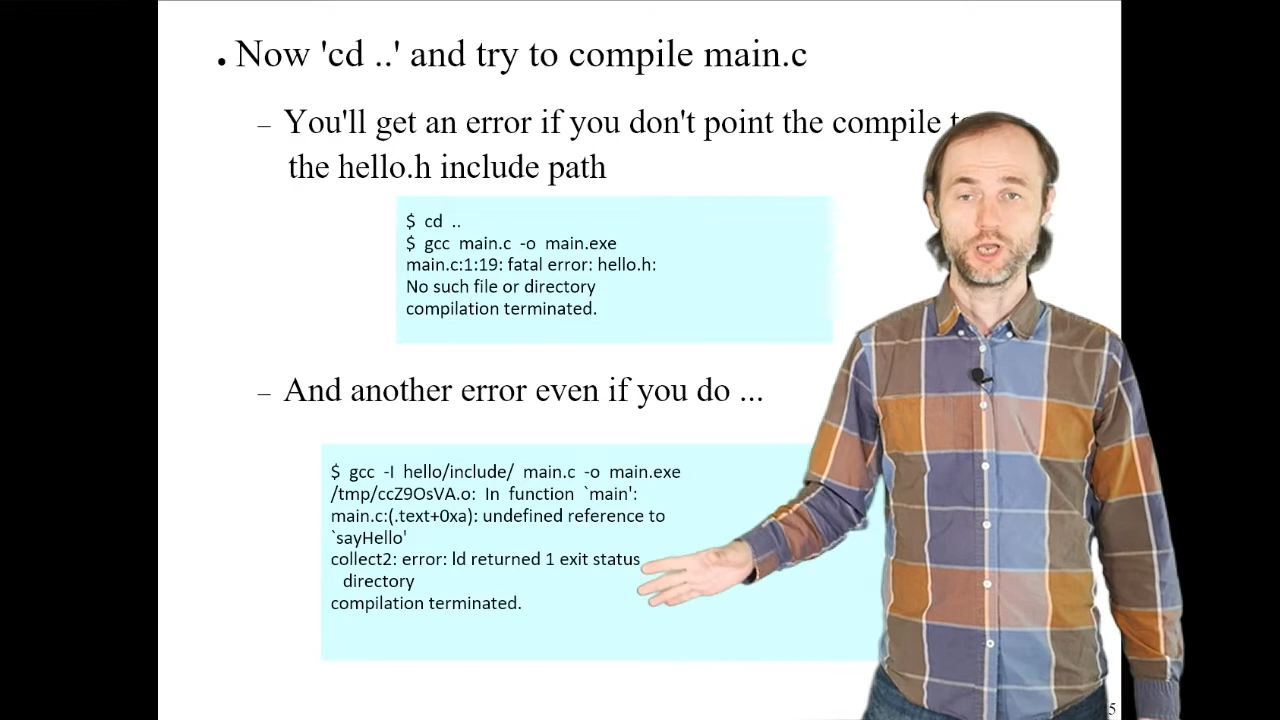 • Now 'cd ..' and try to compile main.c
– You'll get an error if you don't point the compile to
the hello.h include path
$ cd ..
$ gcc main.c -o main.exe
main.c:1:19: fatal error: hello.h:
No such file or directory
compilation terminated.
– And another error even if you do ...
$ gcc -I hello/include/ main.c -o main.exe
/tmp/ccZ9OsVA.o: In function `main':
main.c:(.text+0xa): undefined reference to
`sayHello'
collect2: error: ld returned 1 exit status
directory
compilation terminated.